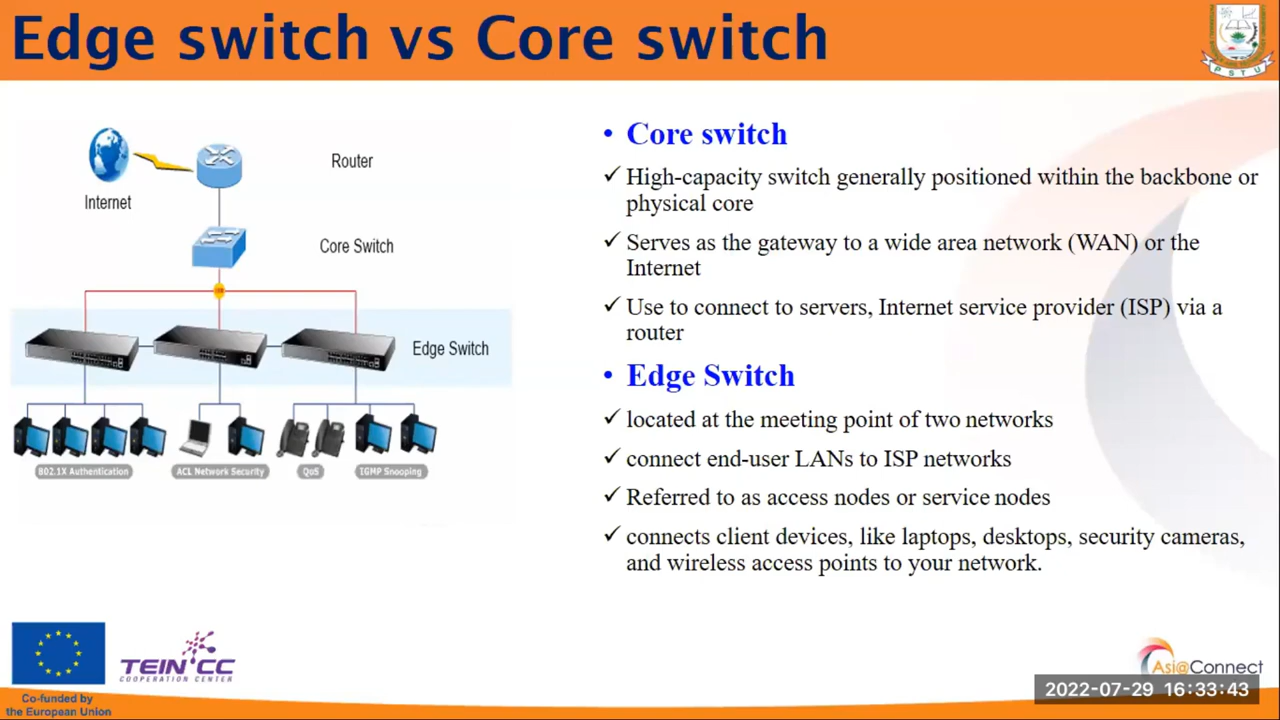 Edge switch vs Core switch
PSTU
Router
Internet
Core Switch
Edge Switch
802.1X Authentication
ACL Network Security
QoS
IGMP Snooping
• Core switch
✓ High-capacity switch generally positioned within the backbone or
physical core
✓ Serves as the gateway to a wide area network (WAN) or the
Internet
✓ Use to connect to servers, Internet service provider (ISP) via a
router
• Edge Switch
✓ located at the meeting point of two networks
✓ connect end-user LANs to ISP networks
✓ Referred to as access nodes or service nodes
✓ connects client devices, like laptops, desktops, security cameras,
and wireless access points to your network.
TEIN*CC
COOPERATION CENTER
Co-funded by
the European Union
Asi@Connect
2022-07-29 16:33:43